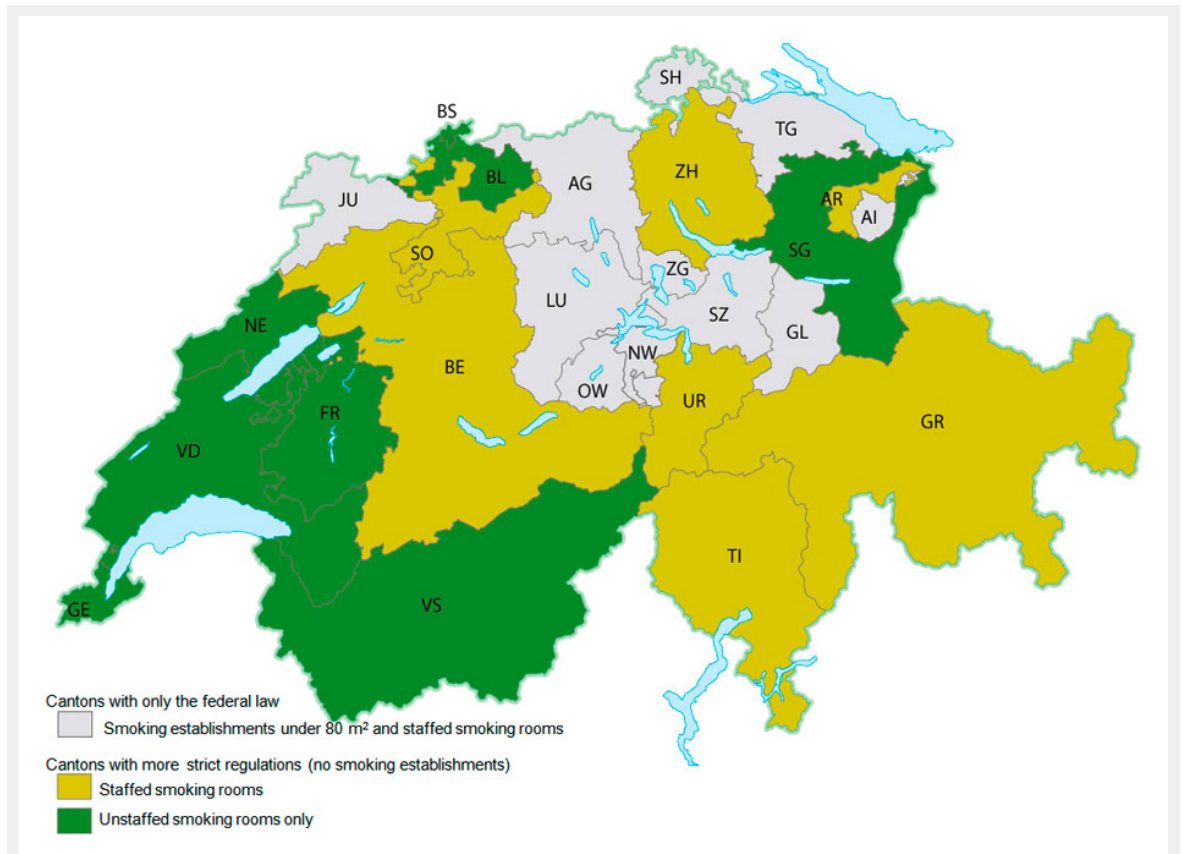 SH
BS
TG
BL
ZH
AG
JU
AR
AI
SO
SG
ZG
LU
SZ
NE
GL
NW
BE
OW
UR
FR
GR
VD
TI
VS
GE
Cantons with only the federal law
Smoking establishments under 80 m² and staffed smoking rooms
Cantons with more strict regulations (no smoking establishments)
Staffed smoking rooms
Unstaffed smoking rooms only